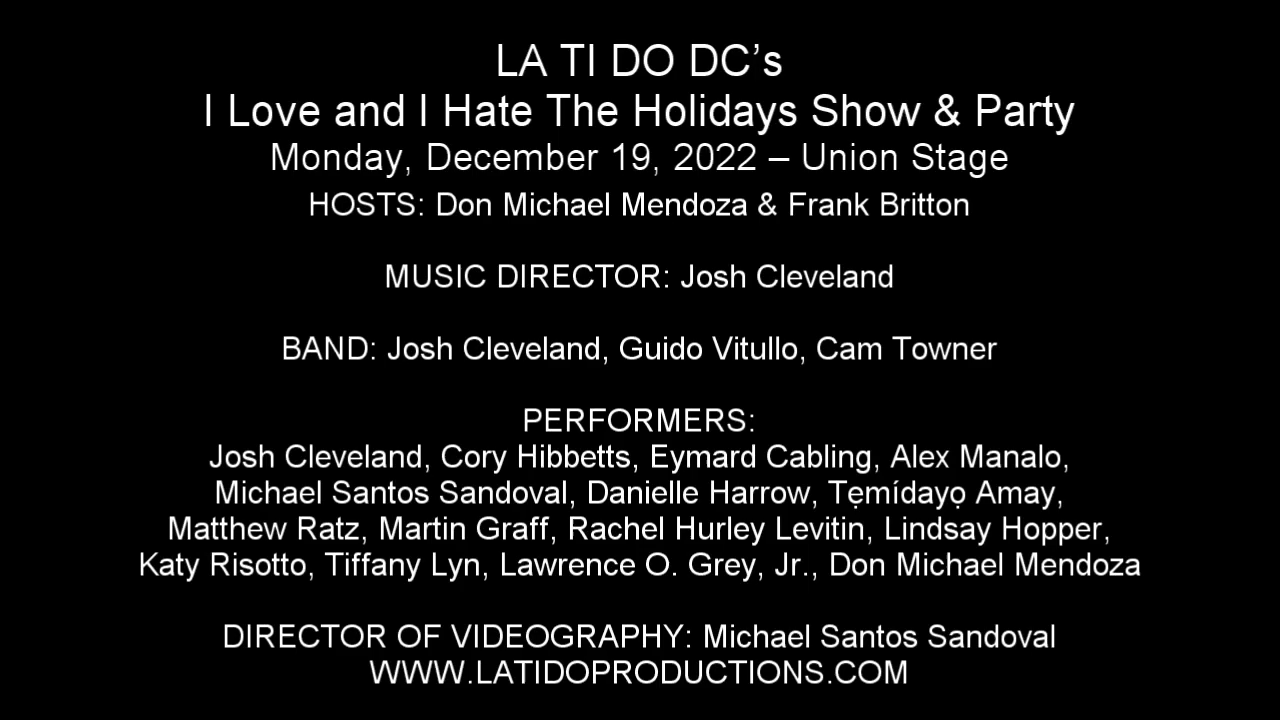 LA TI DO DC’s
I Love and I Hate The Holidays Show & Party
Monday, December 19, 2022 – Union Stage
HOSTS: Don Michael Mendoza & Frank Britton
MUSIC DIRECTOR: Josh Cleveland
BAND: Josh Cleveland, Guido Vitullo, Cam Towner
PERFORMERS:
Josh Cleveland, Cory Hibbetts, Eymard Cabling, Alex Manalo,
Michael Santos Sandoval, Danielle Harrow, Tẹmídayọ Amay,
Matthew Ratz, Martin Graff, Rachel Hurley Levitin, Lindsay Hopper,
Katy Risotto, Tiffany Lyn, Lawrence O. Grey, Jr., Don Michael Mendoza
DIRECTOR OF VIDEOGRAPHY: Michael Santos Sandoval
WWW.LATIDOPRODUCTIONS.COM